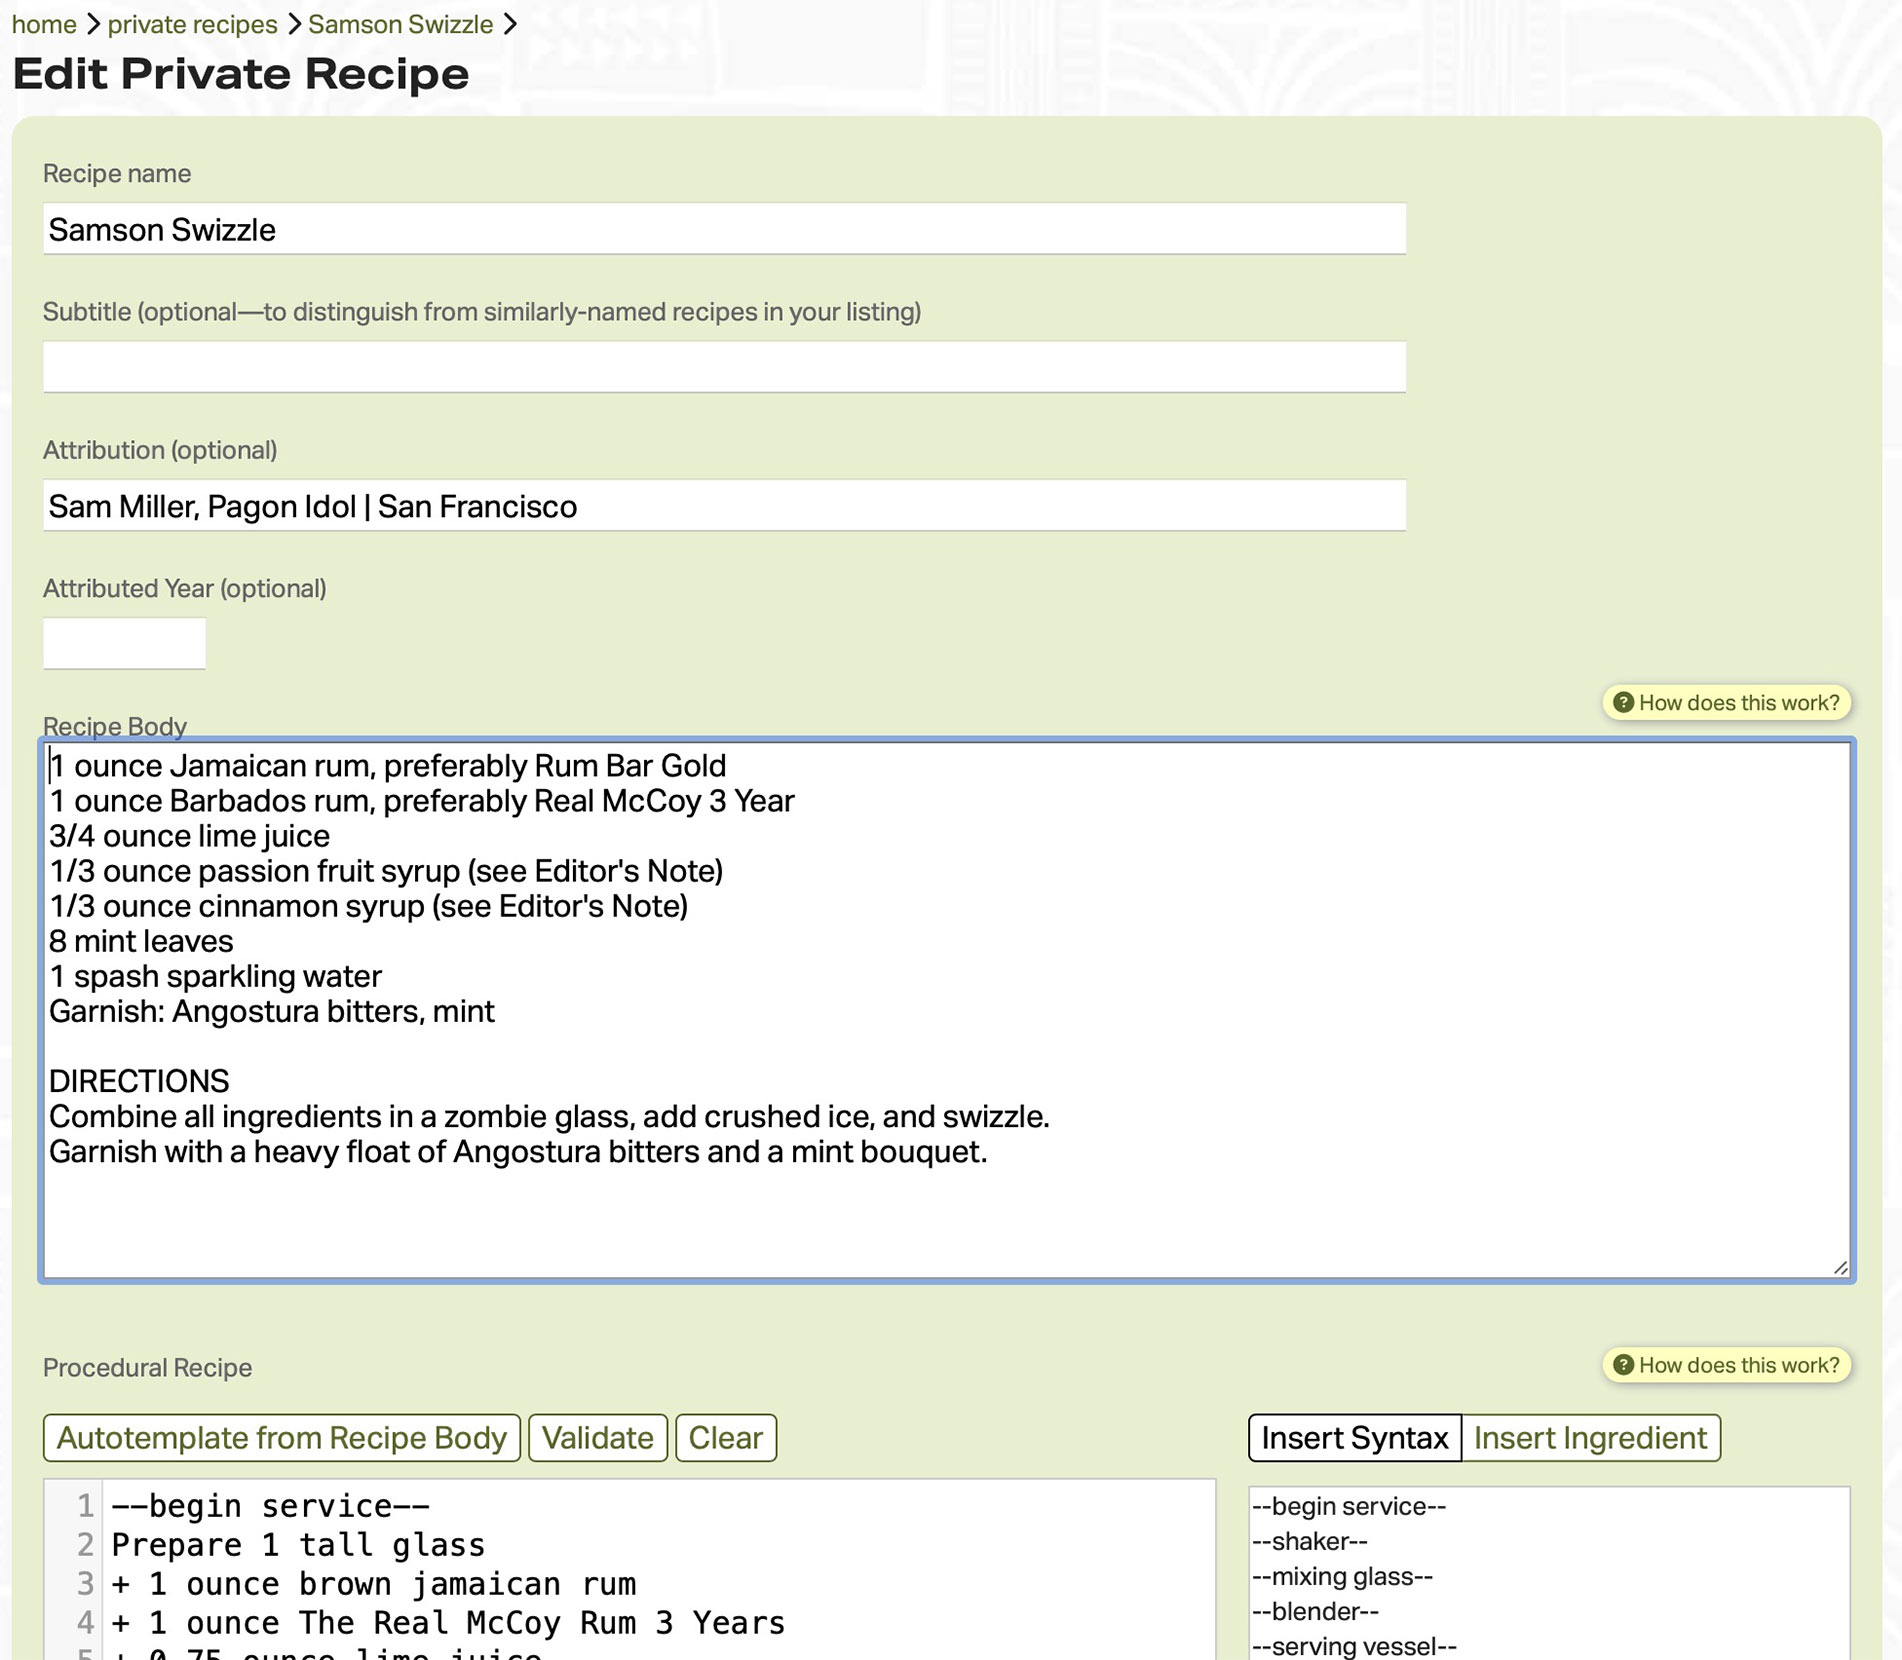 home > private recipes > Samson Swizzle >
Edit Private Recipe
Recipe name
Samson Swizzle
Subtitle (optional—to distinguish from similarly-named recipes in your listing)
Attribution (optional)
Sam Miller, Pagon Idol | San Francisco
Attributed Year (optional)
? How does this work?
Recipe Body
1 ounce Jamaican rum, preferably Rum Bar Gold
1 ounce Barbados rum, preferably Real McCoy 3 Year
3/4 ounce lime juice
1/3 ounce passion fruit syrup (see Editor's Note)
1/3 ounce cinnamon syrup (see Editor's Note)
8 mint leaves
1 spash sparkling water
Garnish: Angostura bitters, mint
DIRECTIONS
Combine all ingredients in a zombie glass, add crushed ice, and swizzle.
Garnish with a heavy float of Angostura bitters and a mint bouquet.
Procedural Recipe
? How does this work?
Autotemplate from Recipe Body Validate Clear
Insert Syntax Insert Ingredient
1 --begin service--
2 Prepare 1 tall glass
3 + 1 ounce brown jamaican rum
4 + 1 ounce The Real McCoy Rum 3 Years
5 + 0.75 ounce lime juice
--begin service--
--shaker--
--mixing glass--
--blender--
--serving vessel--